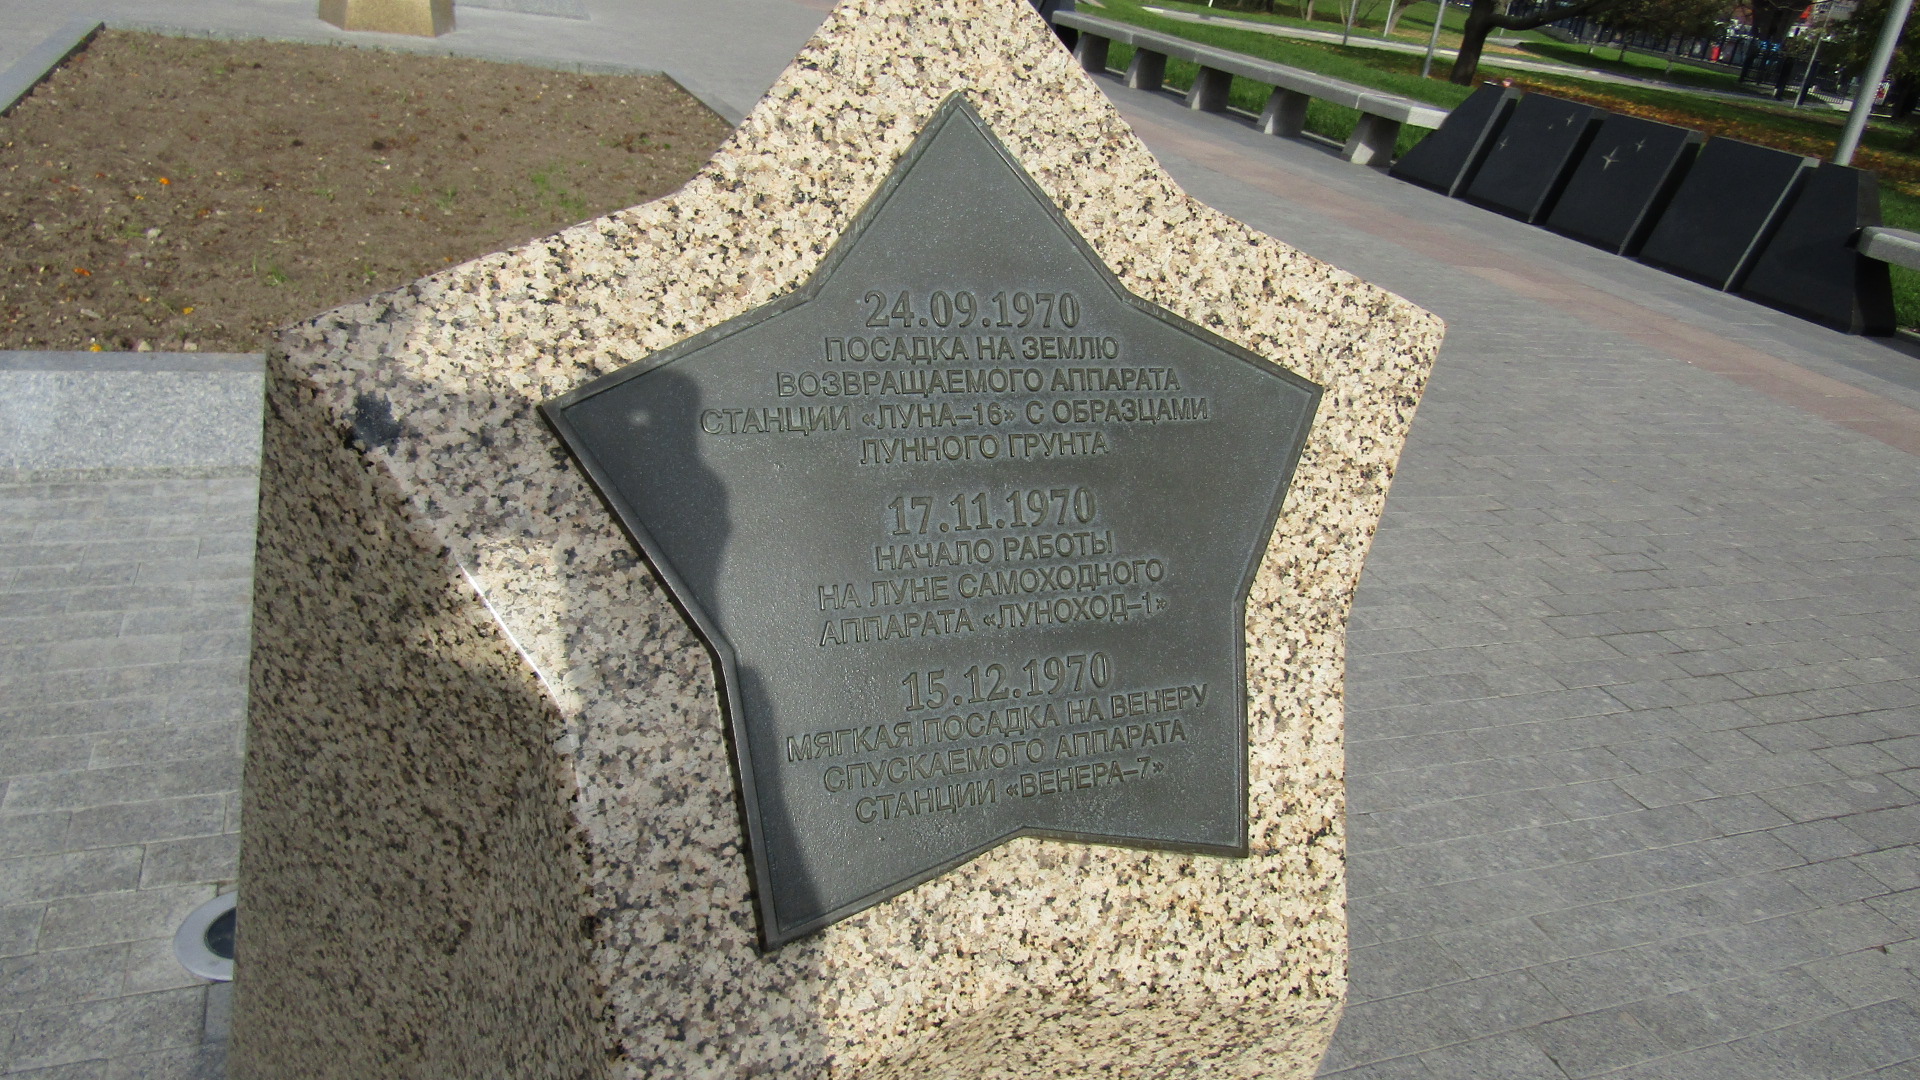 24.09.1970
ПОСАДКА НА ЗЕМЛЮ
ВОЗВРАЩАЕМОГО АППАРАТА
СТАНЦИИ «ЛУНА–16» С ОБРАЗЦАМИ
ЛУННОГО ГРУНТА
17.11.1970
НАЧАЛО РАБОТЫ
НА ЛУНЕ САМОХОДНОГО
АППАРАТА «ЛУНОХОД–1»
15.12.1970
МЯГКАЯ ПОСАДКА НА ВЕНЕРУ
СПУСКАЕМОГО АППАРАТА
СТАНЦИИ «ВЕНЕРА–7»